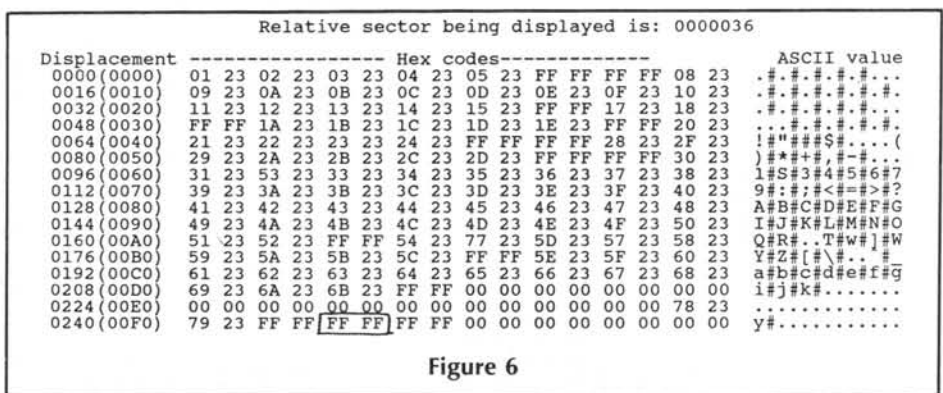 Relative sector being displayed is: 0000036
Displacement ----------------- Hex codes------------- ASCII value
0000(0000) 01 23 02 23 03 23 04 23 05 23 FF FF FF FF 08 23 .#.#.#.#.#...
0016(0010) 09 23 0A 23 0B 23 0C 23 0D 23 0E 23 0F 23 10 23 .#.#.#.#.#.#.
0032(0020) 11 23 12 23 13 23 14 23 15 23 FF FF 17 23 18 23 .#.#.#.#.#...#.
0048(0030) FF FF 1A 23 1B 23 1C 23 1D 23 1E 23 FF FF 20 23 ...#.#.#.#.#.
0064(0040) 21 23 22 23 23 23 24 23 FF FF FF FF 28 23 2F 23 !#"###$#....(
0080(0050) 29 23 2A 23 2B 23 2C 23 2D 23 FF FF FF FF 30 23 )#*#+#,#-#...
0096(0060) 31 23 53 23 33 23 34 23 35 23 36 23 37 23 38 23 1#S#3#4#5#6#7
0112(0070) 39 23 3A 23 3B 23 3C 23 3D 23 3E 23 3F 23 40 23 9#:#;#<#=#>#?
0128(0080) 41 23 42 23 43 23 44 23 45 23 46 23 47 23 48 23 A#B#C#D#E#F#G
0144(0090) 49 23 4A 23 4B 23 4C 23 4D 23 4E 23 4F 23 50 23 I#J#K#L#M#N#O
0160(00A0) 51 23 52 23 FF FF 54 23 77 23 5D 23 57 23 58 23 Q#R#..T#w#]#W
0176(00B0) 59 23 5A 23 5B 23 5C 23 FF FF 5E 23 5F 23 60 23 Y#Z#[#\#..^#_
0192(00C0) 61 23 62 23 63 23 64 23 65 23 66 23 67 23 68 23 a#b#c#d#e#f#g
0208(00D0) 69 23 6A 23 6B 23 FF FF 00 00 00 00 00 00 00 00 i#j#k#.......
0224(00E0) 00 00 00 00 00 00 00 00 00 00 00 00 00 00 78 23 .............
0240(00F0) 79 23 FF FF FF FF FF FF 00 00 00 00 00 00 00 00 y#...........
Figure 6